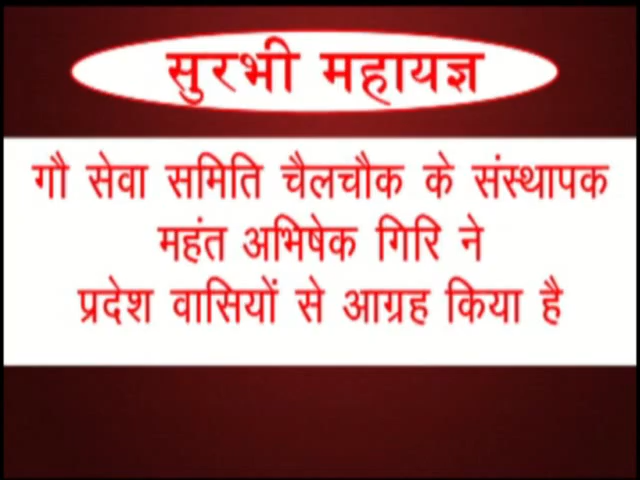 सुरभी महायज्ञ
गौ सेवा समिति चैलचौक के संस्थापक
महंत अभिषेक गिरि ने
प्रदेश वासियों से आग्रह किया है